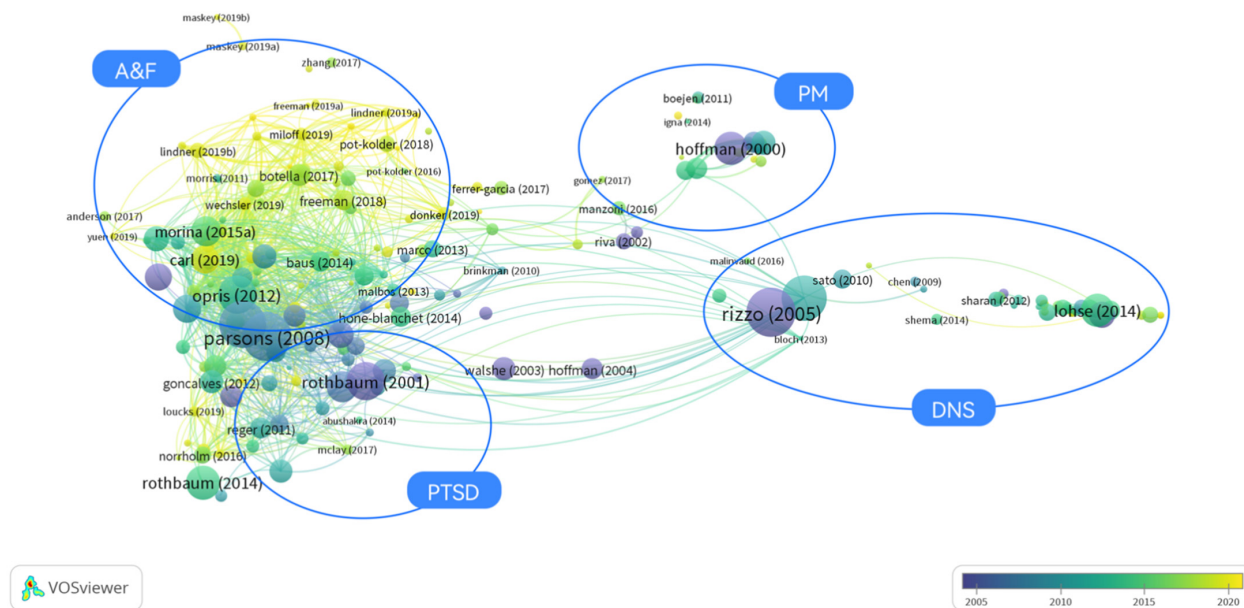 maskey (2019b)
maskey (2019a)
A&F
zhang (2017)
freeman (2019a)
lindner (2019a)
miloff (2019)
pot-kolder (2018)
lindner (2019b)
morris (2011)
botella (2017)
pot-kolder (2016)
wechsler (2019)
freeman (2018)
ferrer-garcia (2017)
anderson (2017)
donker (2019)
yuen (2019)
morina (2015a)
carl (2019)
baus (2014)
marco (2013)
brinkman (2010)
opris (2012)
malbos (2013)
hone-blanchet (2014)
parsons (2008)
PM
boejen (2011)
igna (2014)
hoffman (2000)
gomez (2017)
manzoni (2016)
riva (2002)
malinvaud (2016)
sato (2010)
chen (2009)
sharan (2012)
rizzo (2005)
lohse (2014)
shema (2014)
bloch (2013)
DNS
walshe (2003)
hoffman (2004)
goncalves (2012)
rothbaum (2001)
loucks (2019)
abushakra (2014)
reger (2011)
mclay (2017)
norrholm (2016)
rothbaum (2014)
PTSD
VOSviewer
2005
2010
2015
2020